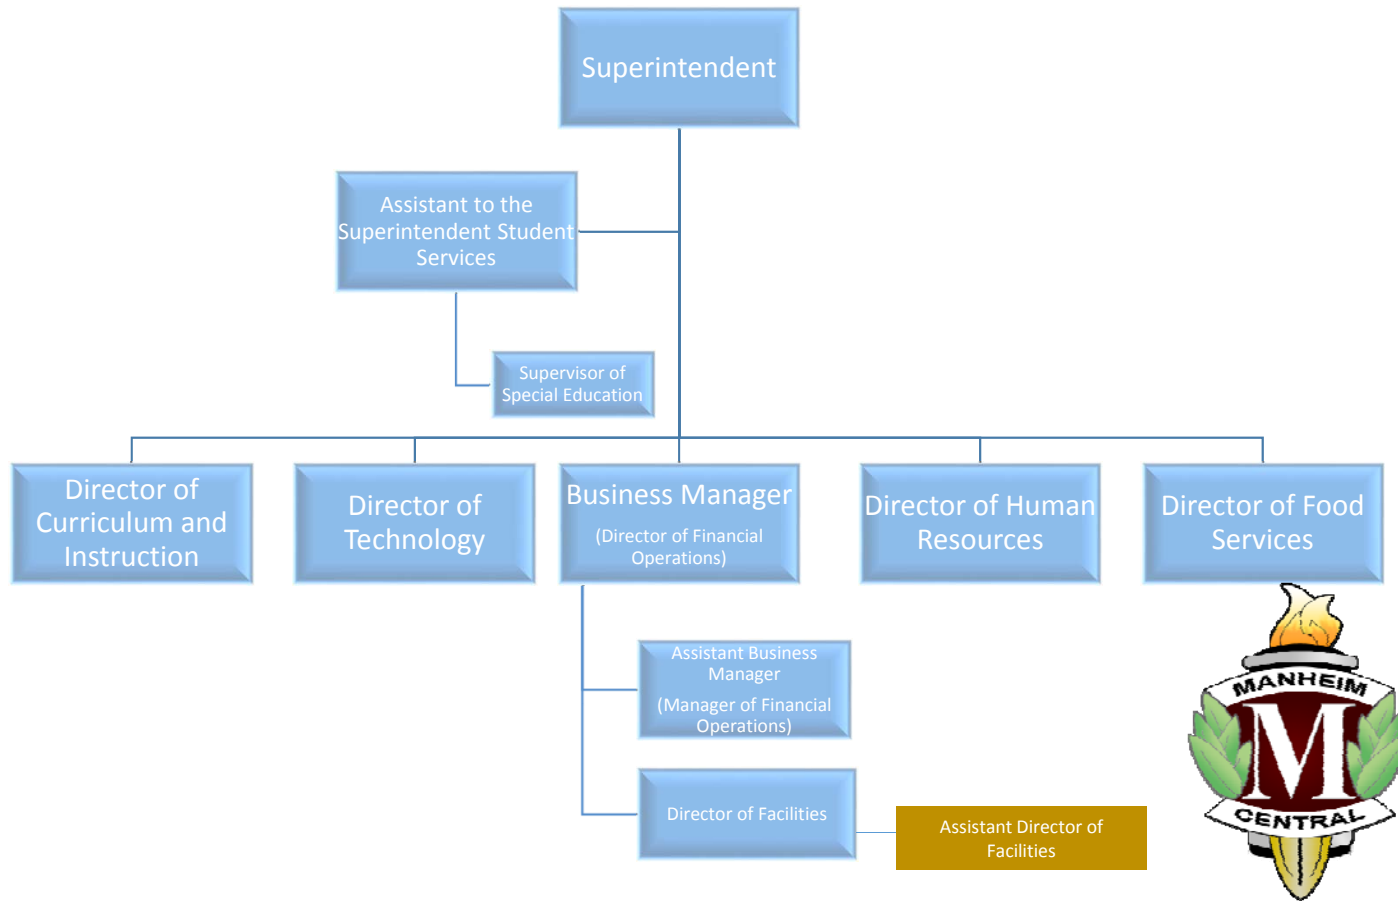 Superintendent
Assistant to the
Superintendent Student
Services
Supervisor of
Special Education
Director of
Curriculum and
Instruction
Director of
Technology
Business Manager
(Director of Financial
Operations)
Director of Human
Resources
Director of Food
Services
Assistant Business
Manager
(Manager of Financial
Operations)
Director of Facilities
Assistant Director of
Facilities
MANHEIM
M
CENTRAL